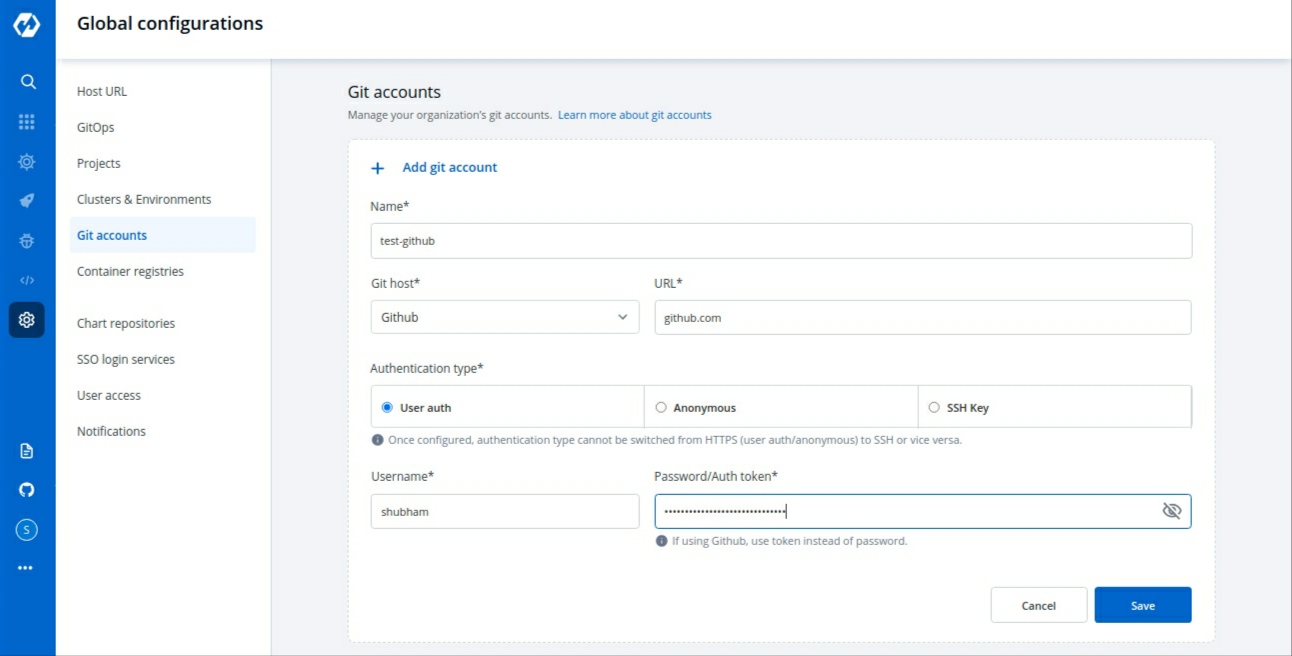 Global configurations
Host URL
GitOps
Projects
Clusters & Environments
Git accounts
Container registries
Chart repositories
SSO login services
User access
Notifications
S
Git accounts
Manage your organization's git accounts. Learn more about git accounts
+ Add git account
Name*
test-github
Git host* URL*
Github github.com
Authentication type*
User auth Anonymous SSH Key
Once configured, authentication type cannot be switched from HTTPS (user auth/anonymous) to SSH or vice versa.
Username* Password/Auth token*
shubham ••••••••••••••••••••••••••••••
If using Github, use token instead of password.
Cancel Save